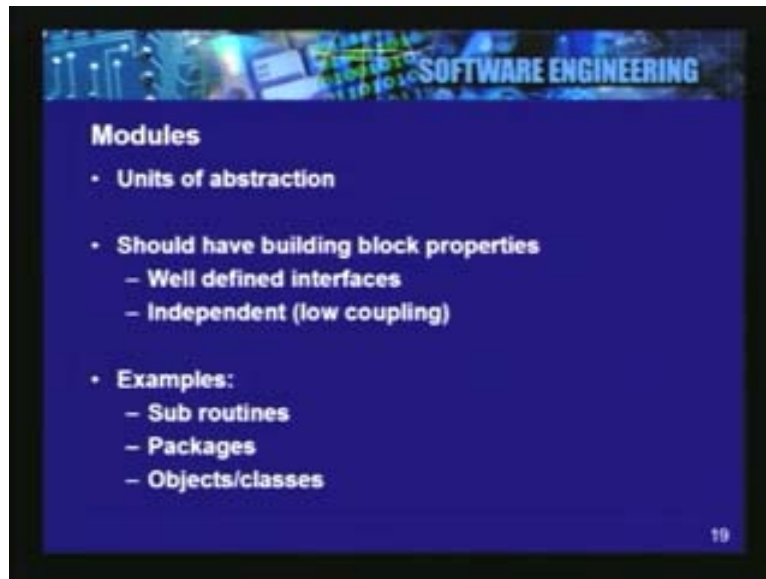 SOFTWARE ENGINEERING
Modules
• Units of abstraction
• Should have building block properties
– Well defined interfaces
– Independent (low coupling)
• Examples:
– Sub routines
– Packages
– Objects/classes
19